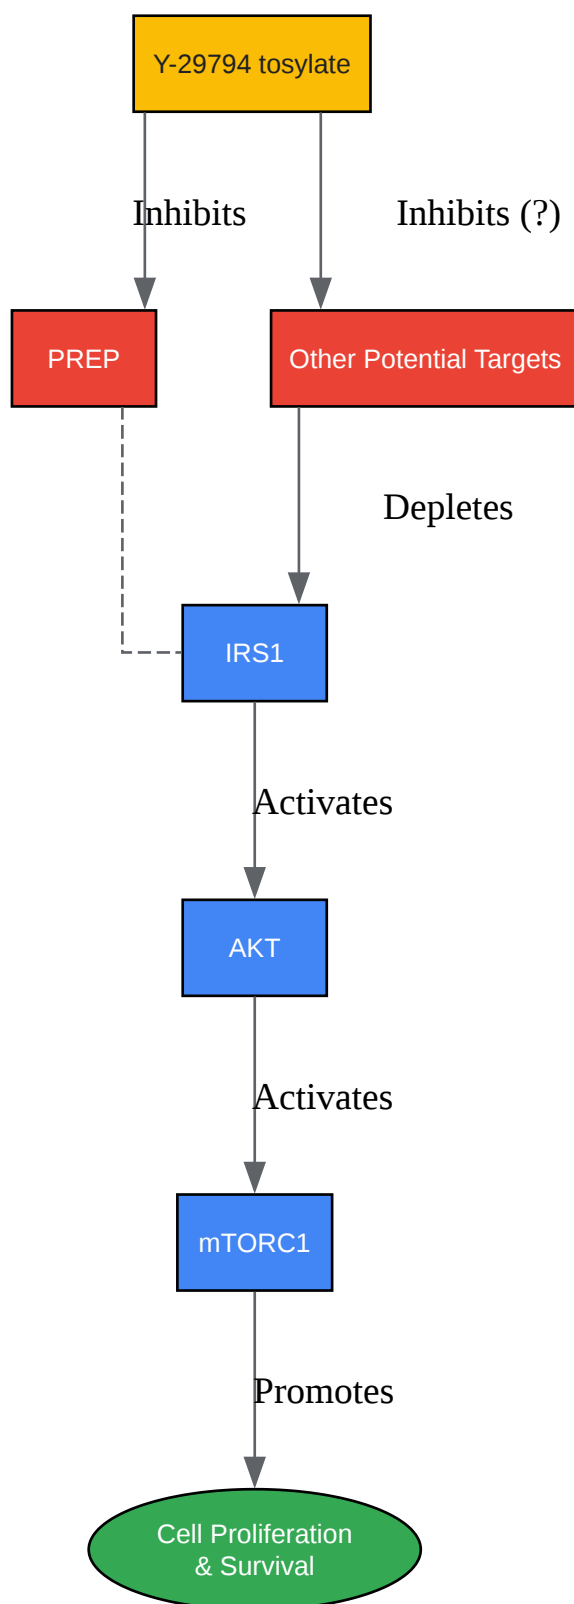 Y-29794 tosylate
Inhibits
Inhibits (?)
PREP
Other Potential Targets
Depletes
IRS1
Activates
AKT
Activates
mTORC1
Promotes
Cell Proliferation
& Survival